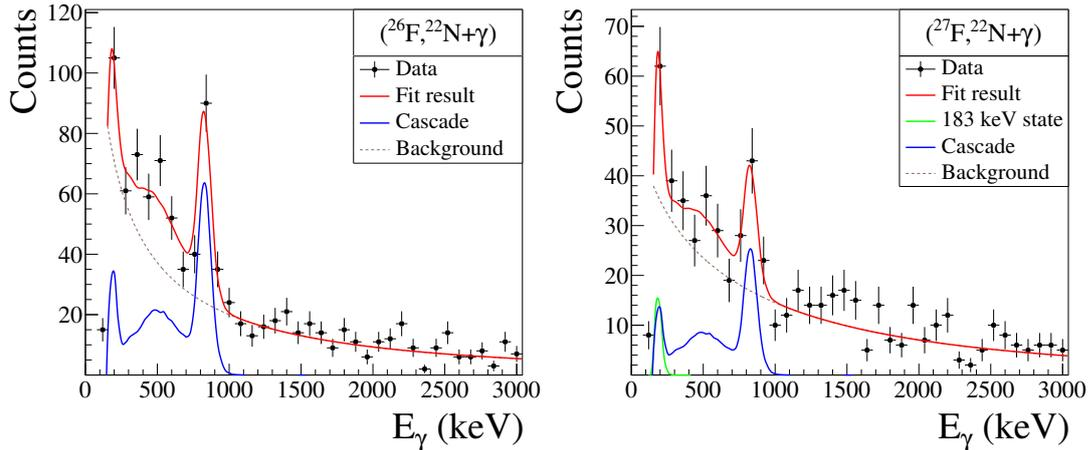 Counts
120
100
80
60
40
20
(²⁶F,²²N+γ)
Data
Fit result
Cascade
Background
0 500 1000 1500 2000 2500 3000
Eγ (keV)
Counts
70
60
50
40
30
20
10
(²⁷F,²²N+γ)
Data
Fit result
183 keV state
Cascade
Background
0 500 1000 1500 2000 2500 3000
Eγ (keV)